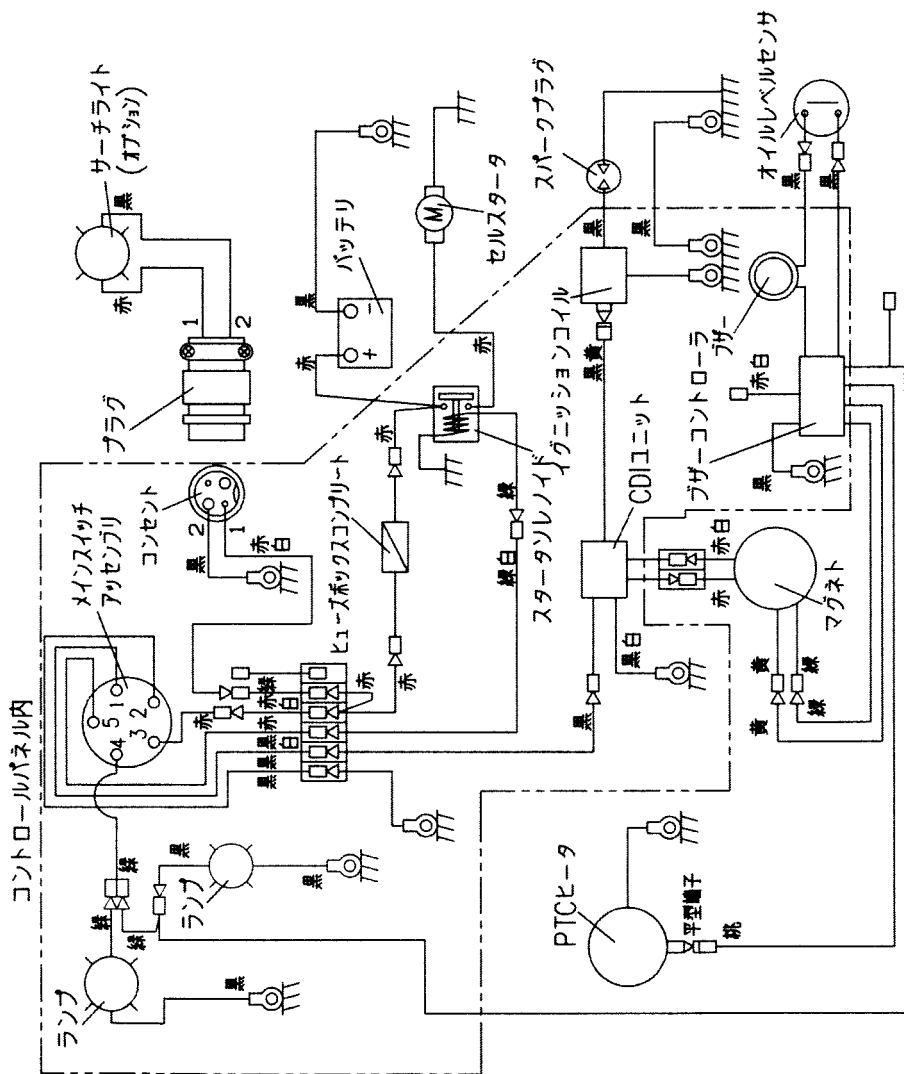 コントロールパネル内
ランプ
黒
緑
緑
緑
メインスイッチ
アッセンブリ
4
5
1
3
2
赤
ランプ
黒
黒
コンセント
2
1
黒
赤白
プラグ
1
2
サーチライト
(オプション)
赤
黒
黒
黒
黒
白
赤
赤
白
緑
赤
赤
ヒューズボックスコンプリート
赤
バッテリ
+
-
赤
黒
セルスタータ
M
赤
スタータソレノイド
緑
緑白
イグニッションコイル
黒黄
黒
黒
スパークプラグ
CDIユニット
黒
黒白
赤
赤白
マグネト
黄
黄
緑
緑
ブザーコントローラ
黒
赤白
ブザー
オイルレベルセンサ
黒
黒
PTCヒータ
平型端子
桃